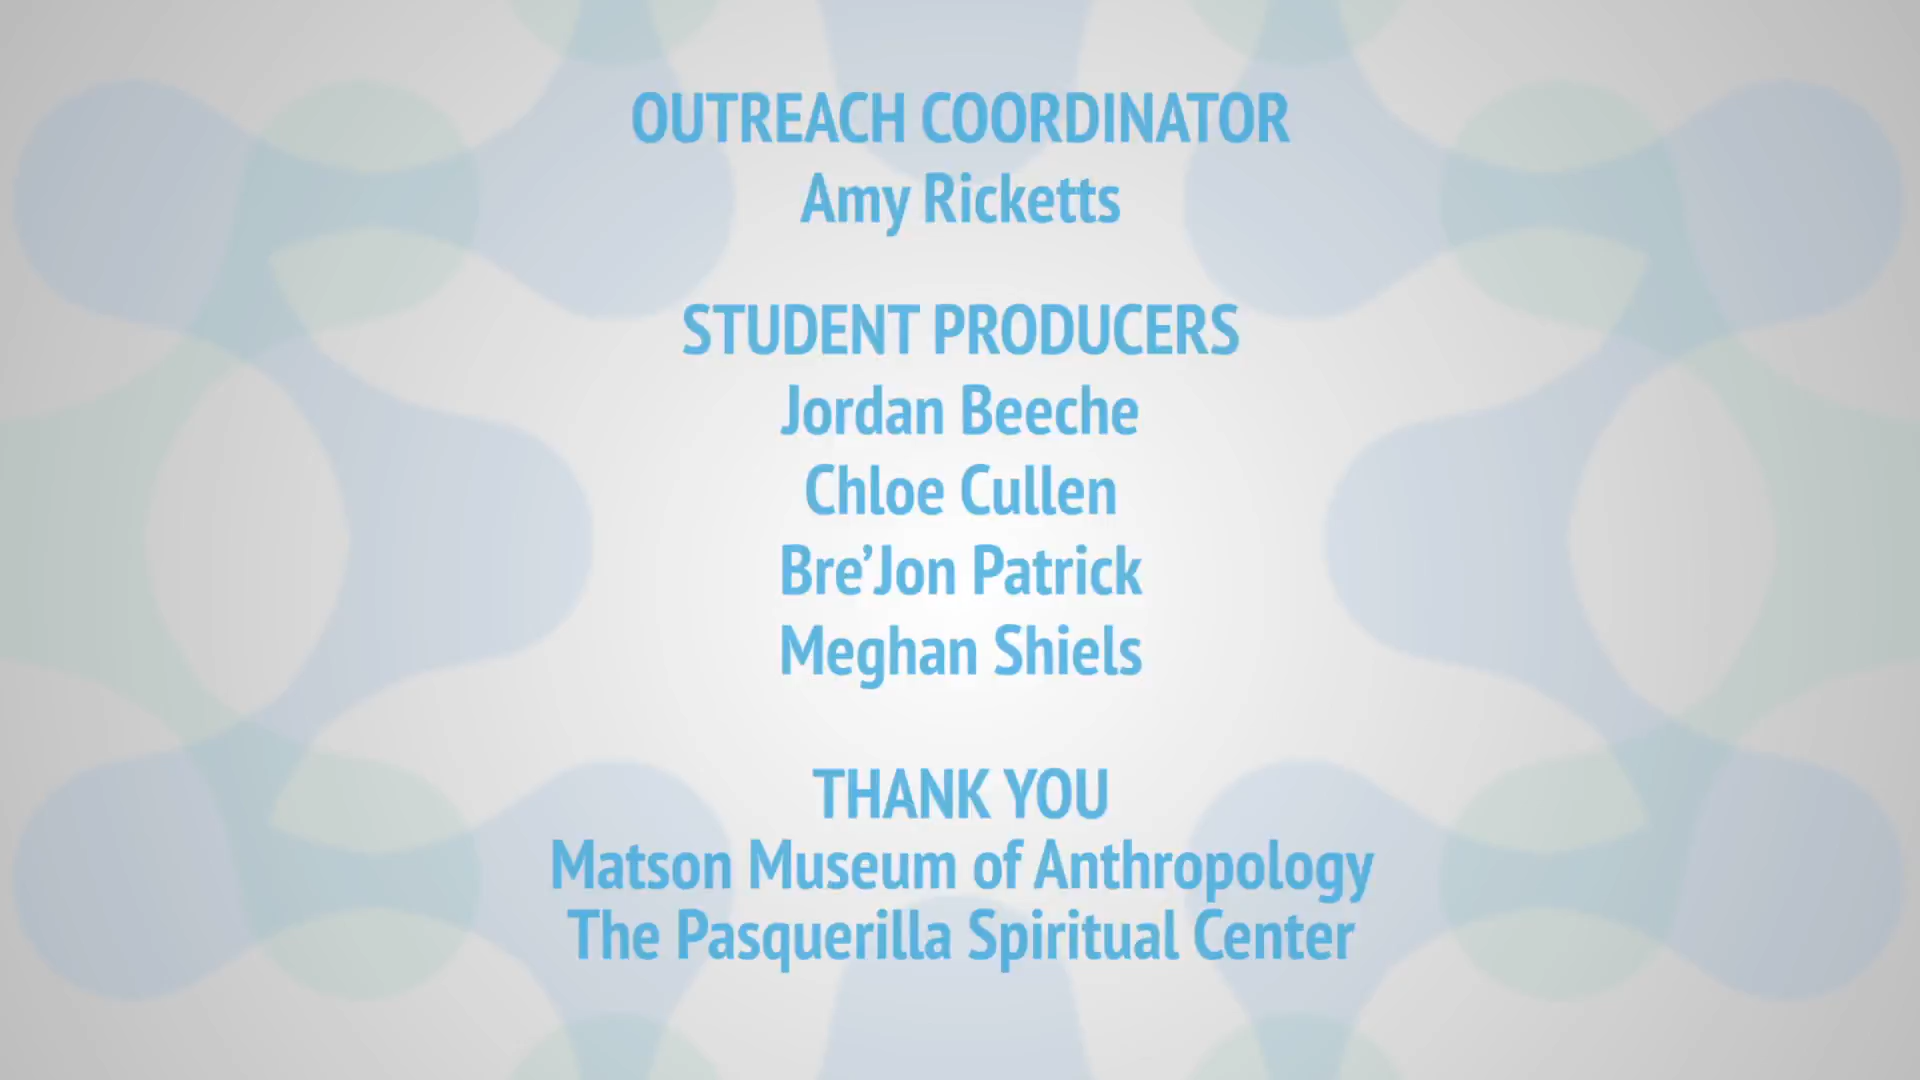 OUTREACH COORDINATOR
Amy Ricketts
STUDENT PRODUCERS
Jordan Beeche
Chloe Cullen
Bre’Jon Patrick
Meghan Shiels
THANK YOU
Matson Museum of Anthropology
The Pasquerilla Spiritual Center